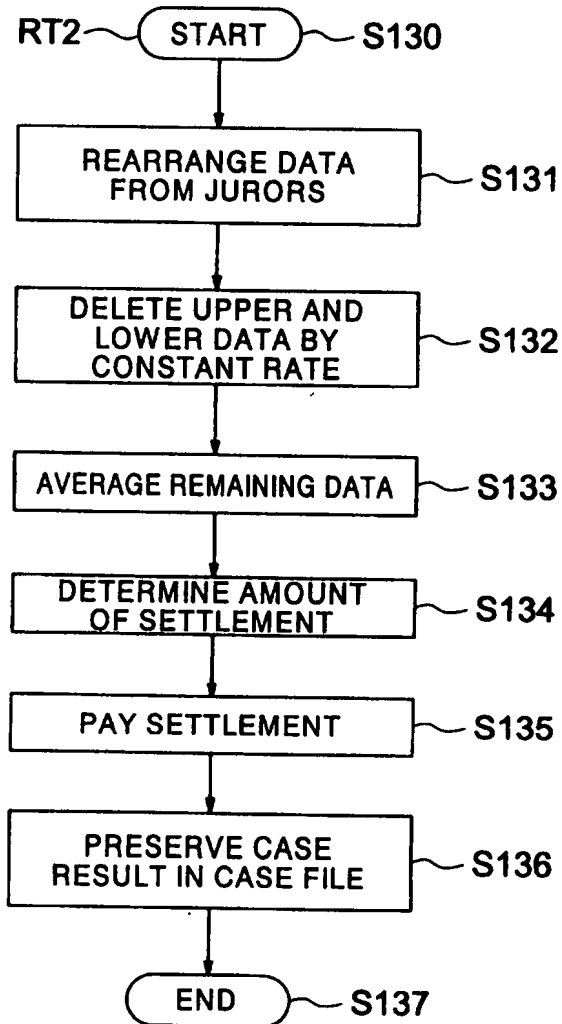 RT2 START S130
REARRANGE DATA
FROM JURORS
S131
DELETE UPPER AND
LOWER DATA BY
CONSTANT RATE
S132
AVERAGE REMAINING DATA
S133
DETERMINE AMOUNT
OF SETTLEMENT
S134
PAY SETTLEMENT
S135
PRESERVE CASE
RESULT IN CASE FILE
S136
END
S137